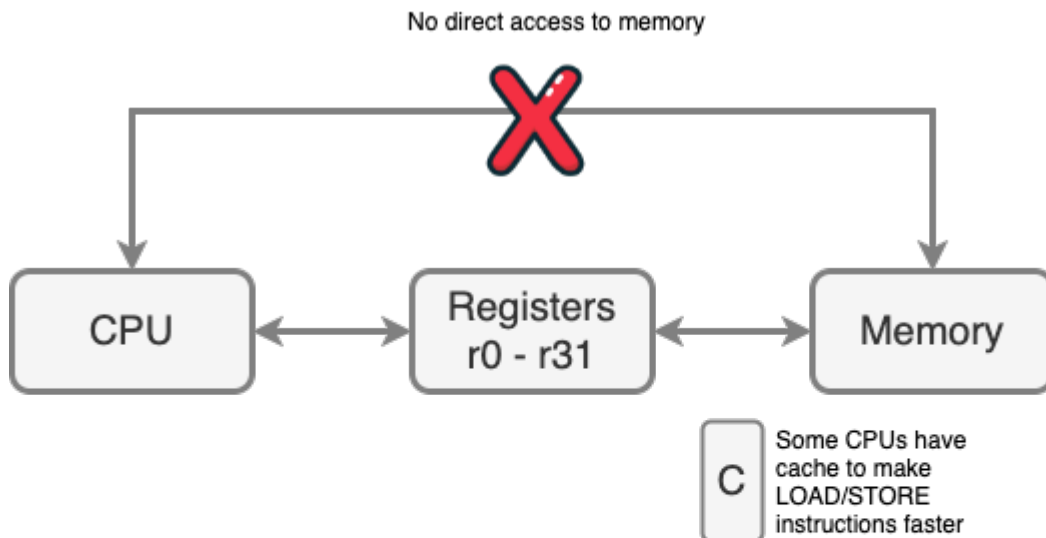 No direct access to memory
CPU
Registers
r0 - r31
Memory
C
Some CPUs have
cache to make
LOAD/STORE
instructions faster